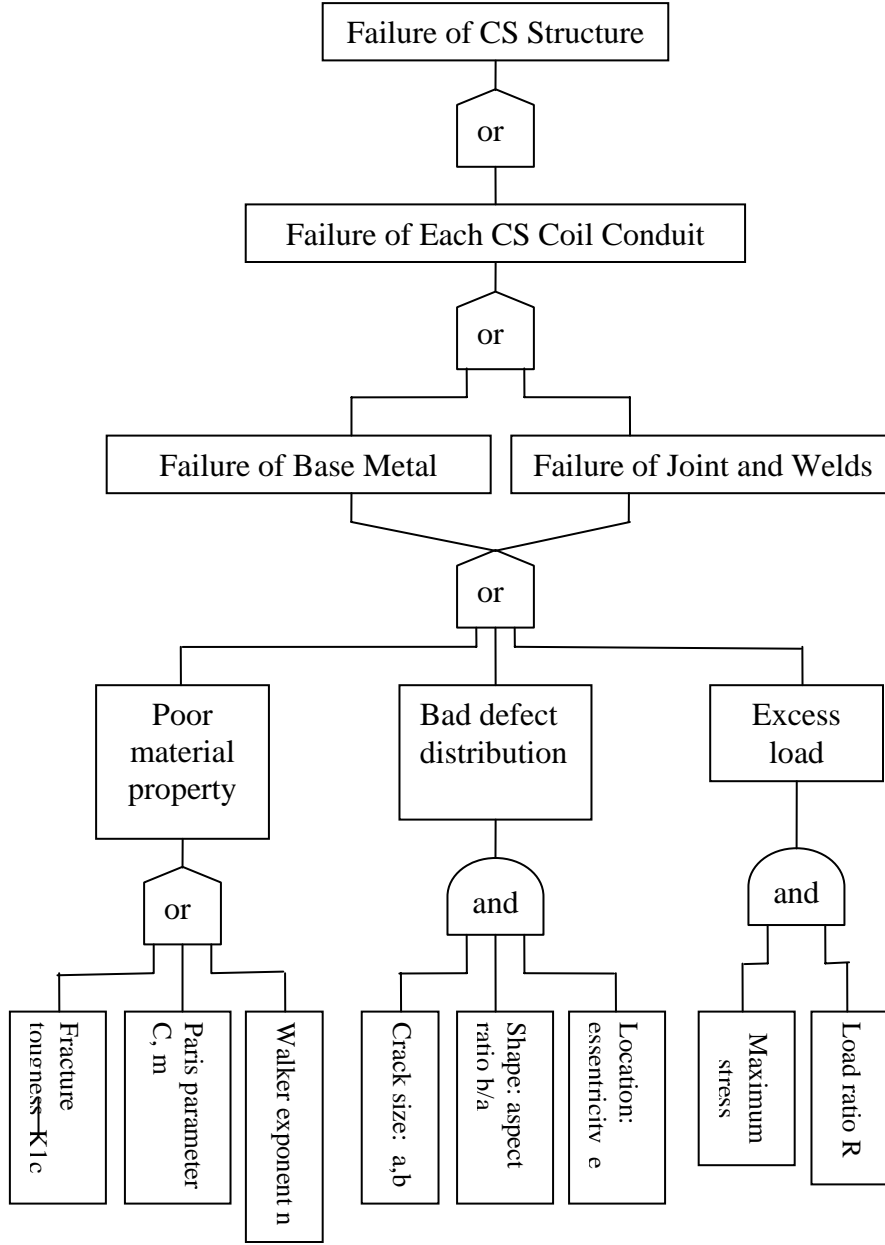 Failure of CS Structure
or
Failure of Each CS Coil Conduit
or
Failure of Base Metal
Failure of Joint and Welds
or
Poor
material
property
Bad defect
distribution
Excess
load
or
and
and
Fracture
tougness K1c
Paris parameter
C, m
Walker exponent n
Crack size: a,b
Shape: aspect
ratio b/a
Location:
essentricity e
Maximum
stress
Load ratio R